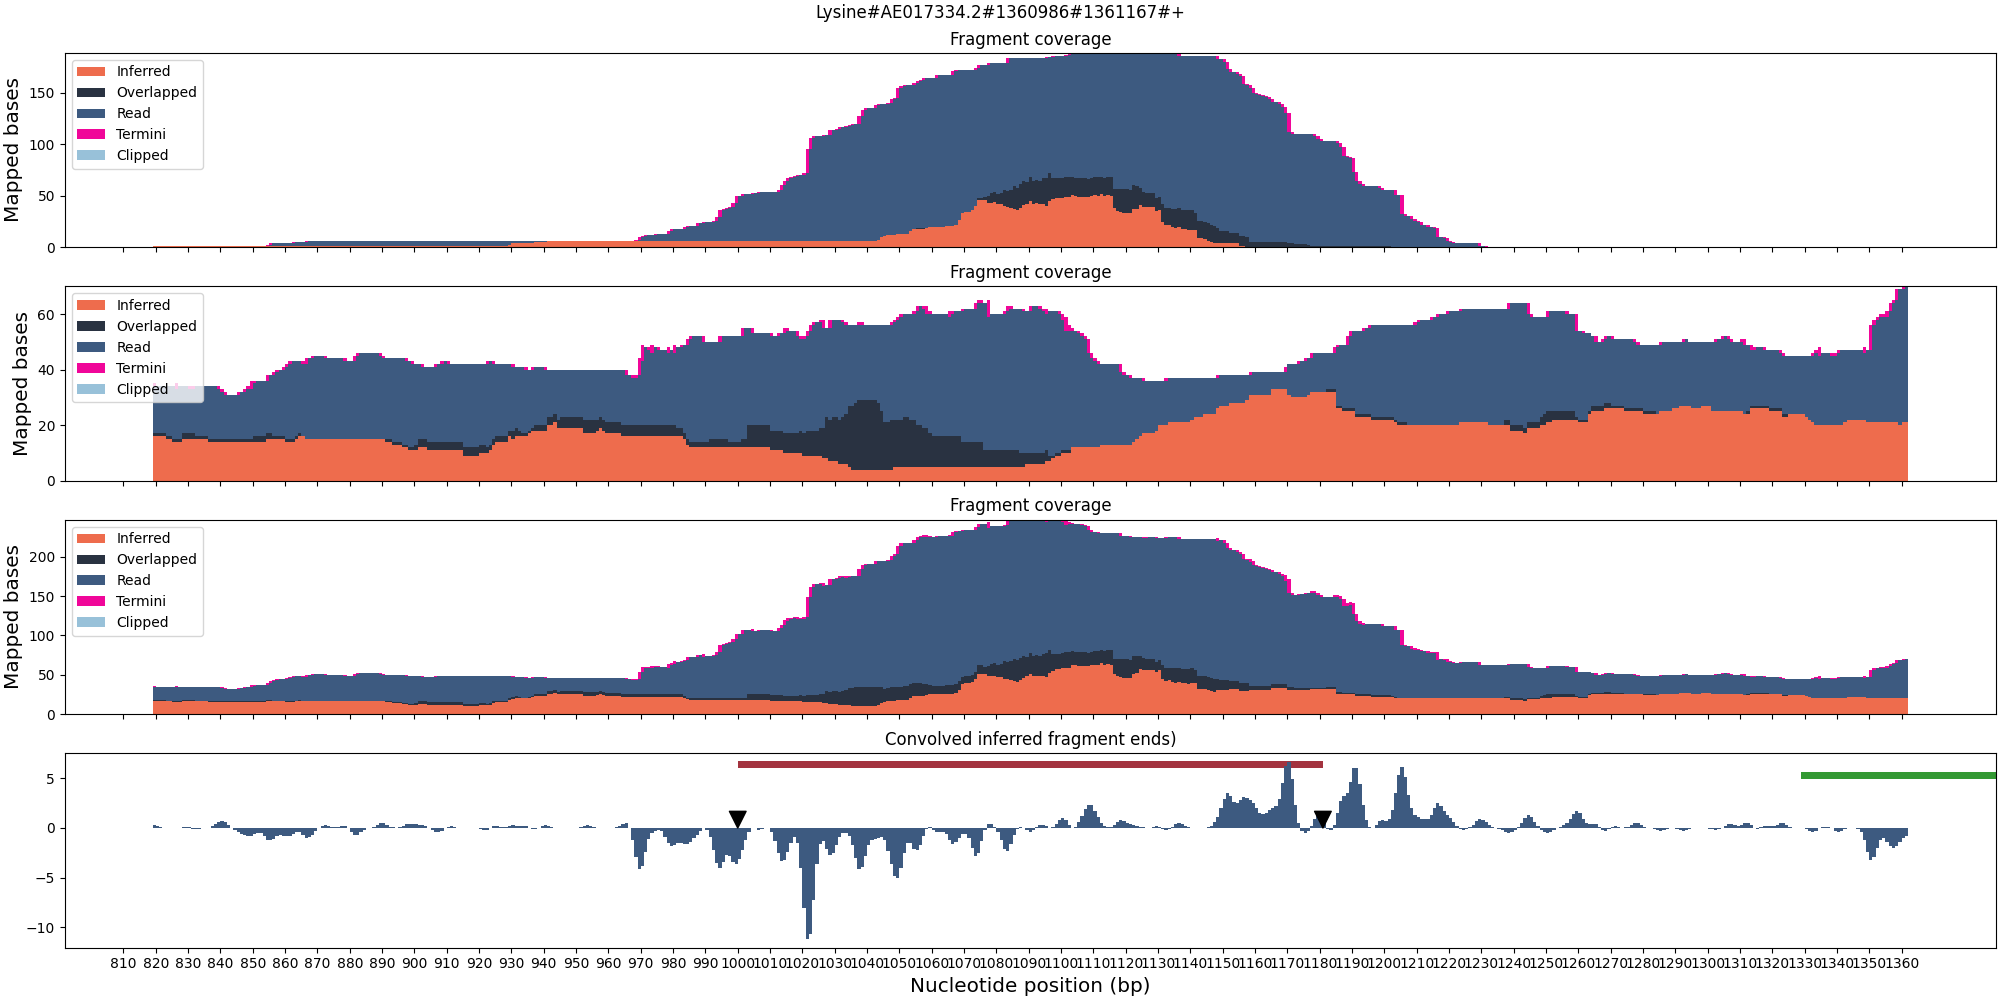 Lysine#AE017334.2#1360986#1361167#+
Fragment coverage
Mapped bases
150
100
50
0
Inferred
Overlapped
Read
Termini
Clipped
Fragment coverage
Mapped bases
60
40
20
0
Inferred
Overlapped
Read
Termini
Clipped
Fragment coverage
Mapped bases
200
150
100
50
0
Inferred
Overlapped
Read
Termini
Clipped
Convolved inferred fragment ends)
5
0
−5
−10
810 820 830 840 850 860 870 880 890 900 910 920 930 940 950 960 970 980 990 1000 1010 1020 1030 1040 1050 1060 1070 1080 1090 1100 1110 1120 1130 1140 1150 1160 1170 1180 1190 1200 1210 1220 1230 1240 1250 1260 1270 1280 1290 1300 1310 1320 1330 1340 1350 1360
Nucleotide position (bp)